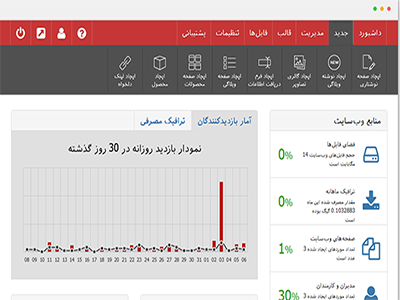 داشبورد جدید مدیریت قالب فایل‌ها تنظیمات پشتیبانی
ایجاد صفحه نوشتاری
ایجاد نوشته وبلاگی
ایجاد گالری تصاویر
ایجاد فرم دریافت اطلاعات
ایجاد صفحه وبلاگی
ایجاد صفحه محصولات
ایجاد محصول
ایجاد لینک دلخواه
منابع وب‌سایت
فضای فایل‌ها
حجم فایل‌های وب‌سایت 14
مگابایت است
0%
ترافیک ماهانه
مقدار مصرف شده این ماه
0.1032883 گیگ بوده
است
0%
صفحه‌های وب‌سایت
تعداد صفحه‌های ایجاد شده 3
عدد است
1%
مدیران و کارمندان
تعداد مدیرهای ایجاد شده 3
30%
آمار بازدیدکنندگان ترافیک مصرفی
نمودار بازدید روزانه در 30 روز گذشته
08 09 10 11 12 13 14 15 16 17 18 19 20 21 22 23 24 25 26 27 28 29 30 31 01 02 03 04 05 06